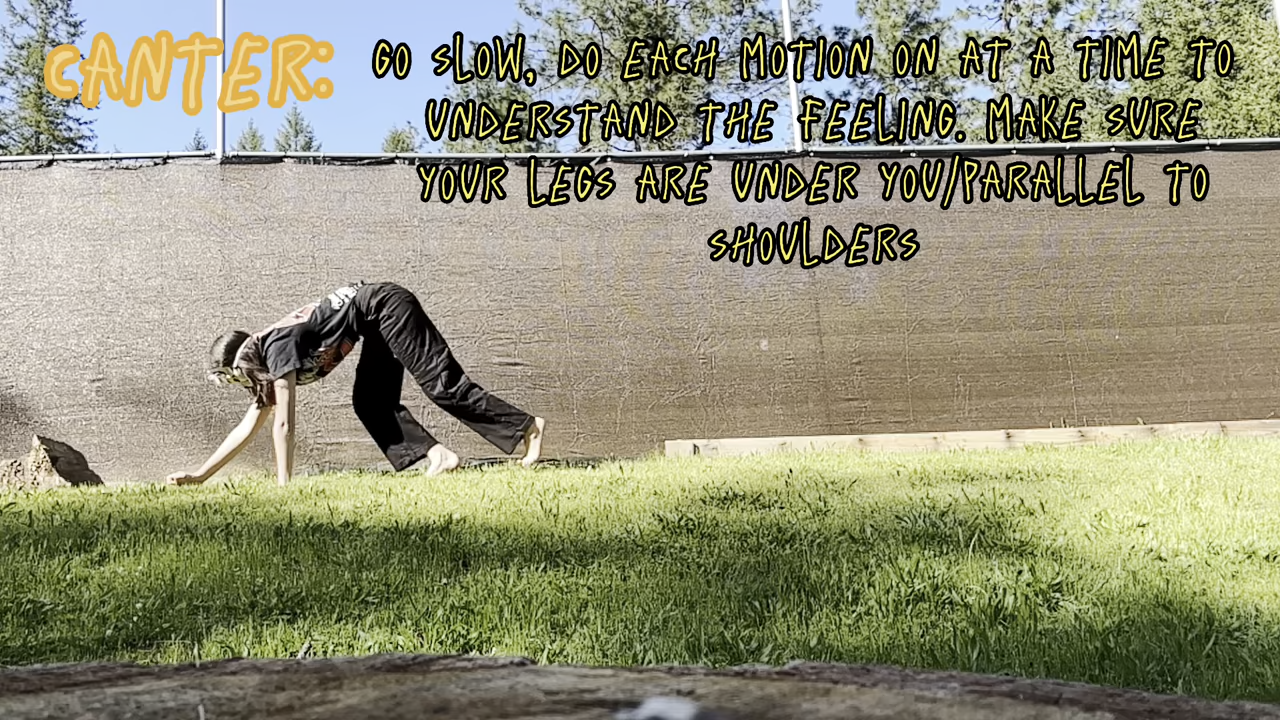 CANTER:
GO SLOW, DO EACH MOTION ON AT A TIME TO
UNDERSTAND THE FEELING. MAKE SURE
YOUR LEGS ARE UNDER YOU/PARALLEL TO
SHOULDERS